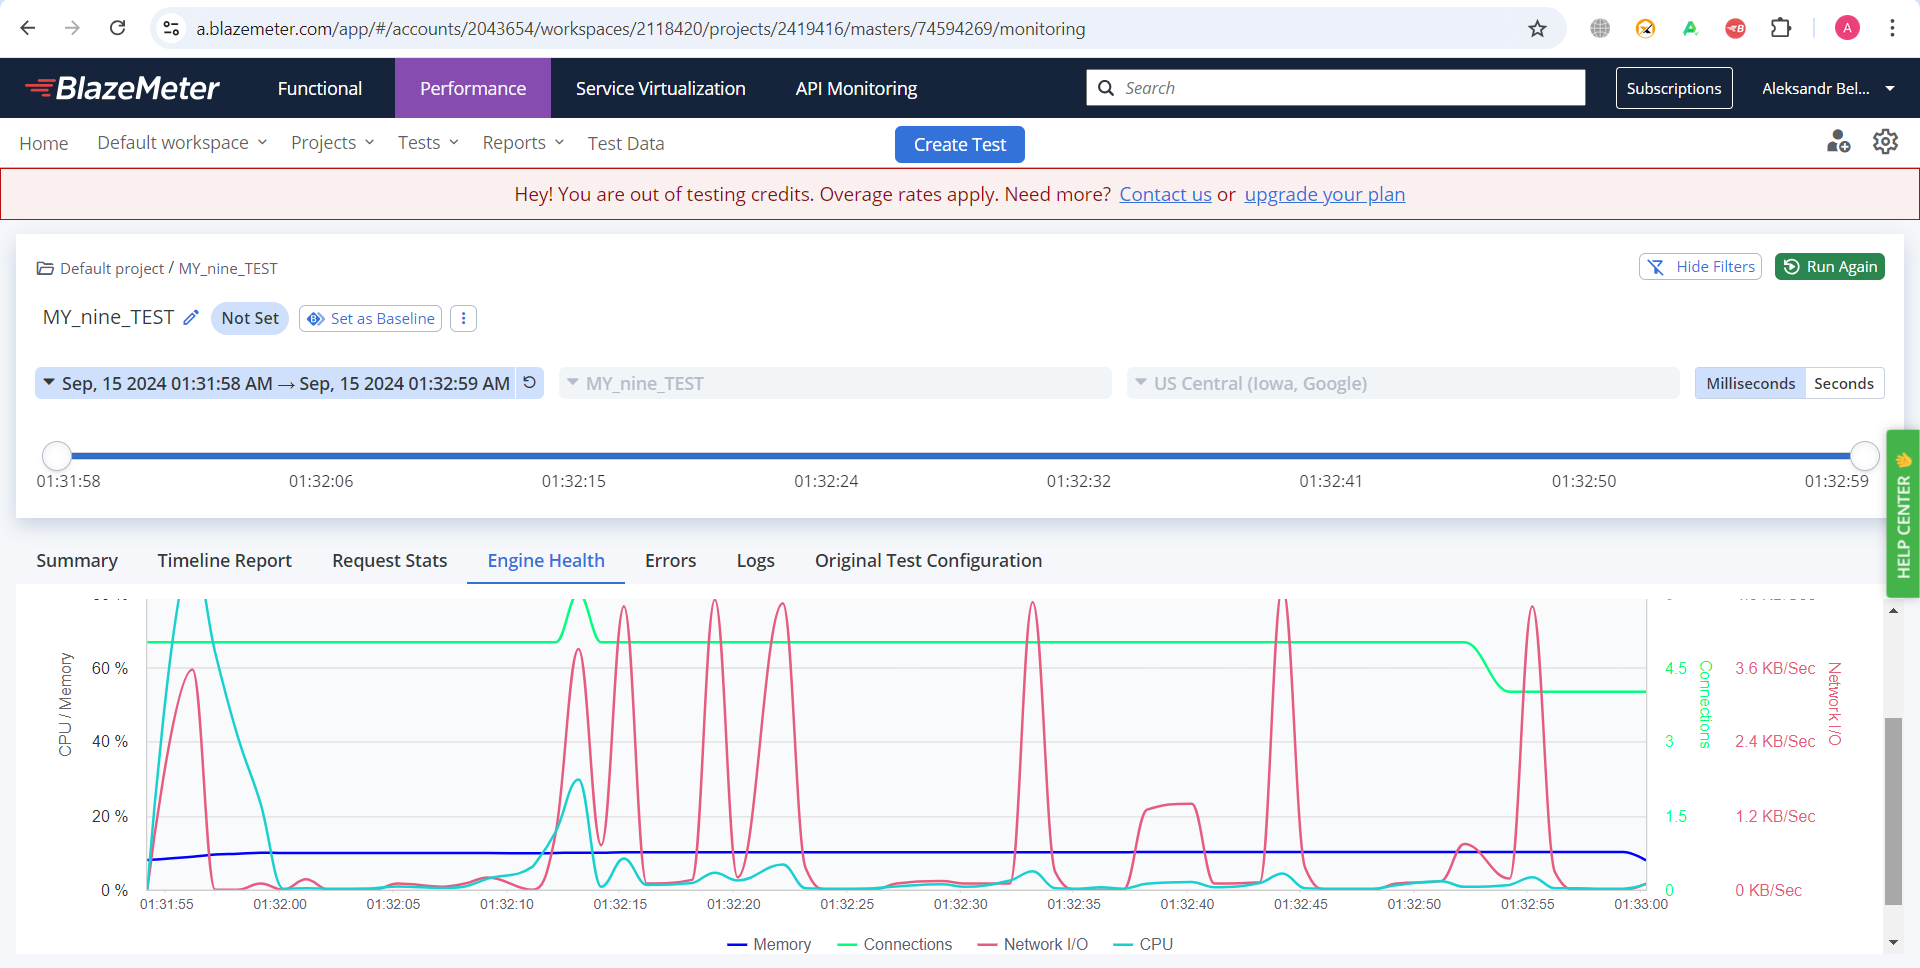 a.blazemeter.com/app/#/accounts/2043654/workspaces/2118420/projects/2419416/masters/74594269/monitoring
A
BlazeMeter Functional Performance Service Virtualization API Monitoring Search Subscriptions Aleksandr Bel...
Home Default workspace Projects Tests Reports Test Data Create Test
Hey! You are out of testing credits. Overage rates apply. Need more? Contact us or upgrade your plan
Default project / MY_nine_TEST Hide Filters Run Again
MY_nine_TEST Not Set Set as Baseline
Sep, 15 2024 01:31:58 AM → Sep, 15 2024 01:32:59 AM MY_nine_TEST US Central (Iowa, Google) Milliseconds Seconds
01:31:58 01:32:06 01:32:15 01:32:24 01:32:32 01:32:41 01:32:50 01:32:59
HELP CENTER
Summary Timeline Report Request Stats Engine Health Errors Logs Original Test Configuration
CPU / Memory
60 % 4.5 3.6 KB/Sec
Connections
Network I/O
40 % 3 2.4 KB/Sec
20 % 1.5 1.2 KB/Sec
0 % 0 0 KB/Sec
01:31:55 01:32:00 01:32:05 01:32:10 01:32:15 01:32:20 01:32:25 01:32:30 01:32:35 01:32:40 01:32:45 01:32:50 01:32:55 01:33:00
Memory Connections Network I/O CPU